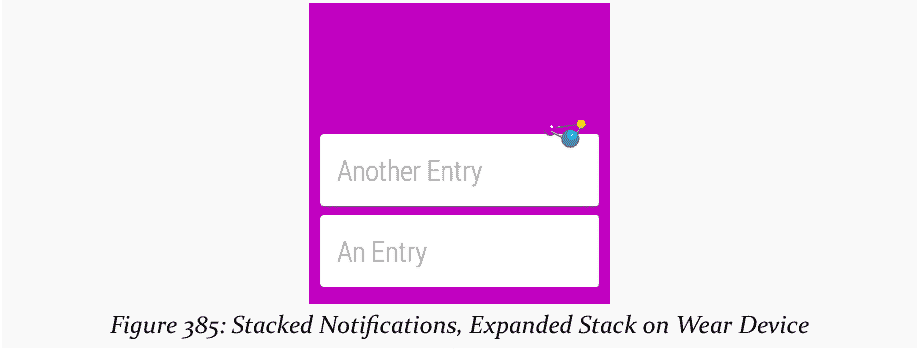 Another Entry
An Entry
Figure 385: Stacked Notifications, Expanded Stack on Wear Device